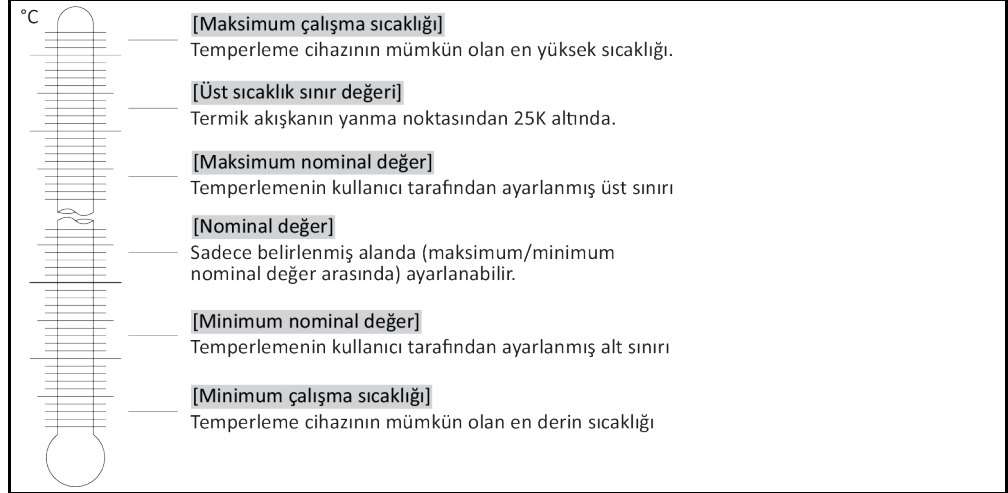 °C
[Maksimum çalışma sıcaklığı]
Temperleme cihazının mümkün olan en yüksek sıcaklığı.
[Üst sıcaklık sınır değeri]
Termik akışkanın yanma noktasından 25K altında.
[Maksimum nominal değer]
Temperlemenin kullanıcı tarafından ayarlanmış üst sınırı
[Nominal değer]
Sadece belirlenmiş alanda (maksimum/minimum
nominal değer arasında) ayarlanabilir.
[Minimum nominal değer]
Temperlemenin kullanıcı tarafından ayarlanmış alt sınırı
[Minimum çalışma sıcaklığı]
Temperleme cihazının mümkün olan en derin sıcaklığı